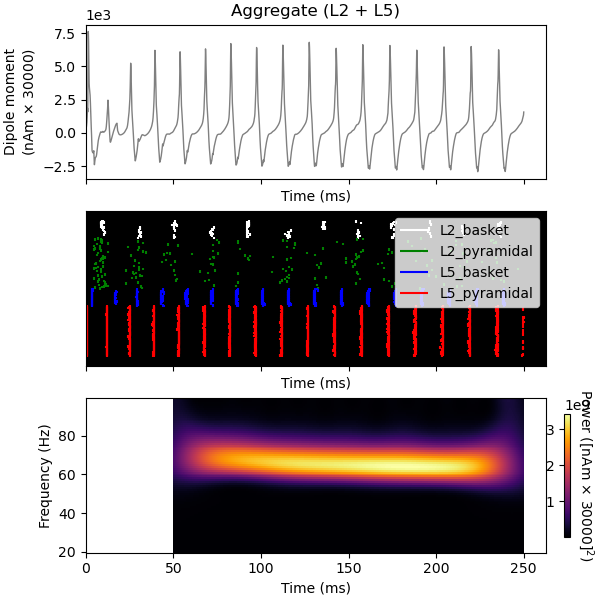 Aggregate (L2 + L5)
1e3
7.5
5.0
2.5
0.0
−2.5
Dipole moment
(nAm × 30000)
Time (ms)
L2_basket
L2_pyramidal
L5_basket
L5_pyramidal
Time (ms)
80
60
40
20
Frequency (Hz)
0 50 100 150 200 250
Time (ms)
1e9
3
2
1
Power ([nAm × 30000]²)